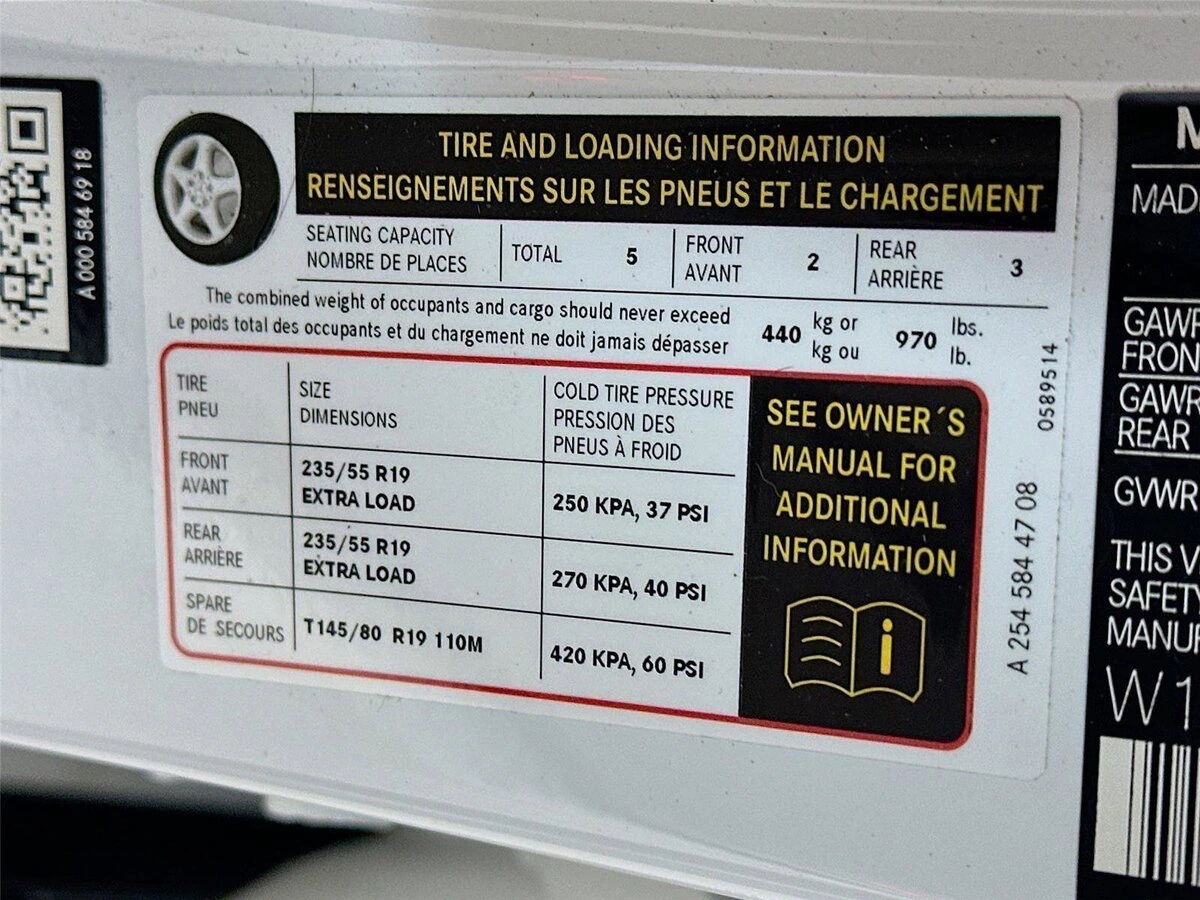 A 000 584 69 18
TIRE AND LOADING INFORMATION
RENSEIGNEMENTS SUR LES PNEUS ET LE CHARGEMENT
SEATING CAPACITY
NOMBRE DE PLACES
TOTAL 5
FRONT
AVANT
2
REAR
ARRIÈRE
3
The combined weight of occupants and cargo should never exceed
Le poids total des occupants et du chargement ne doit jamais dépasser
440 kg or
kg ou
970 lbs.
lb.
TIRE
PNEU
SIZE
DIMENSIONS
COLD TIRE PRESSURE
PRESSION DES
PNEUS À FROID
FRONT
AVANT
235/55 R19
EXTRA LOAD
250 KPA, 37 PSI
REAR
ARRIÈRE
235/55 R19
EXTRA LOAD
270 KPA, 40 PSI
SPARE
DE SECOURS
T145/80 R19 110M
420 KPA, 60 PSI
SEE OWNER´S
MANUAL FOR
ADDITIONAL
INFORMATION
i
0589514
A 254 584 47 08
MAD
GAWR
FRON
GAWR
REAR
GVWR
THIS V
SAFETY
MANUF
W1